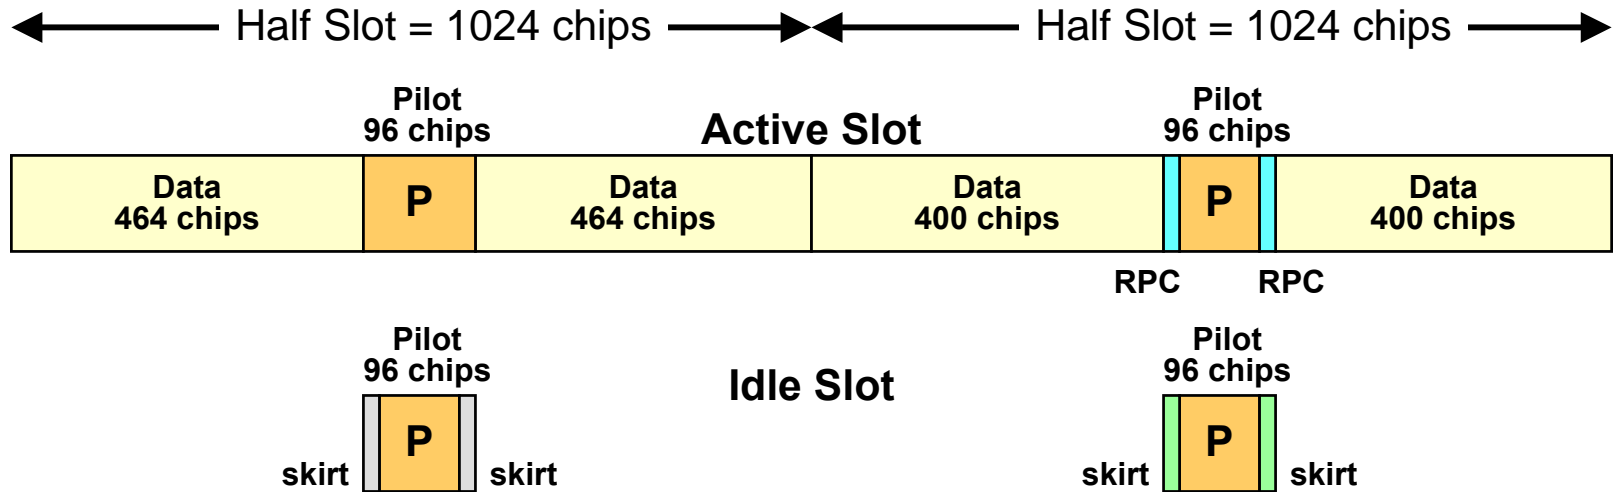 Half Slot = 1024 chips
Half Slot = 1024 chips
Pilot
96 chips
Active Slot
Pilot
96 chips
Data
464 chips
P
Data
464 chips
Data
400 chips
P
Data
400 chips
RPC
RPC
Pilot
96 chips
Idle Slot
Pilot
96 chips
skirt
P
skirt
skirt
P
skirt